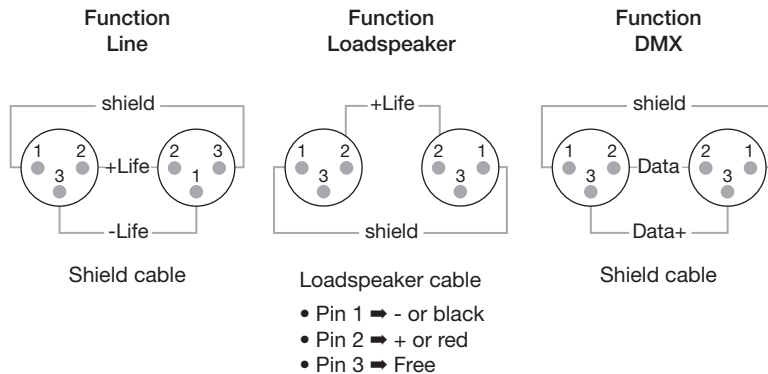 Function
Line
shield
1 2
3
+Life
2 3
1
-Life
Shield cable
Function
Loadspeaker
+Life
1 2
3
2 1
3
shield
Loadspeaker cable
• Pin 1 ➡ - or black
• Pin 2 ➡ + or red
• Pin 3 ➡ Free
Function
DMX
shield
1 2
3
Data
2 1
3
Data+
Shield cable